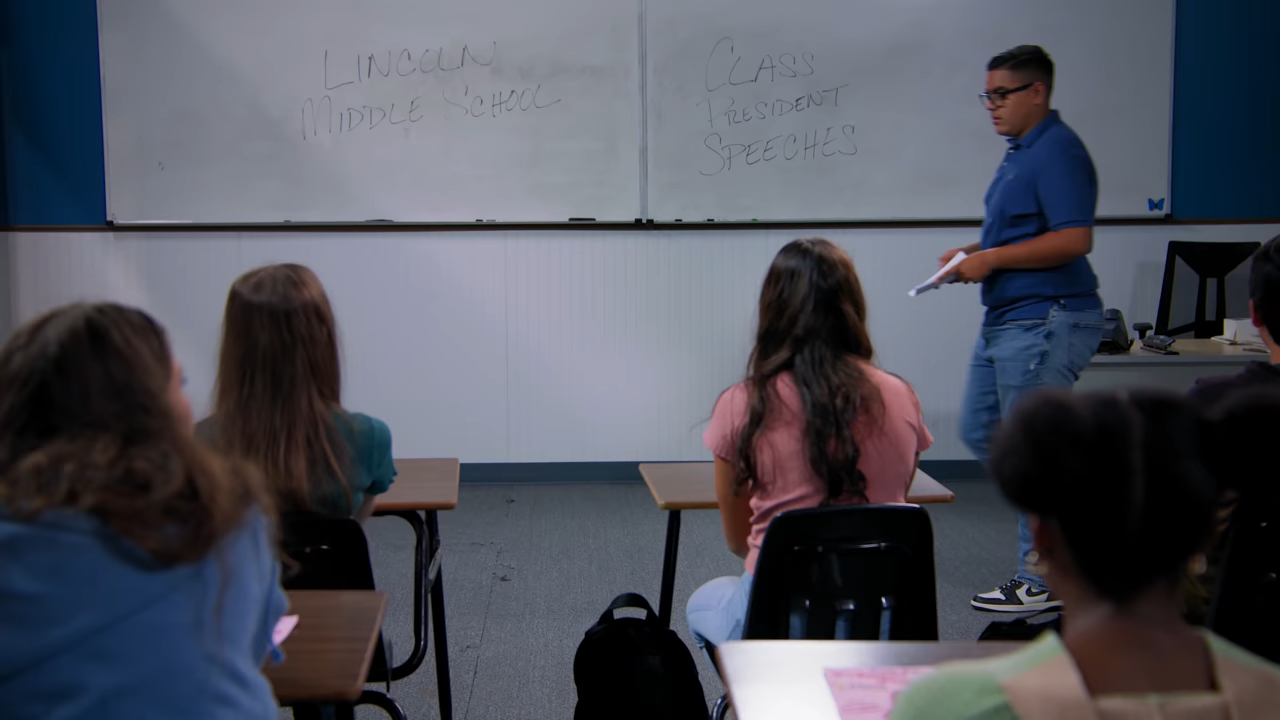 LINCOLN
MIDDLE SCHOOL
CLASS
PRESIDENT
SPEECHES